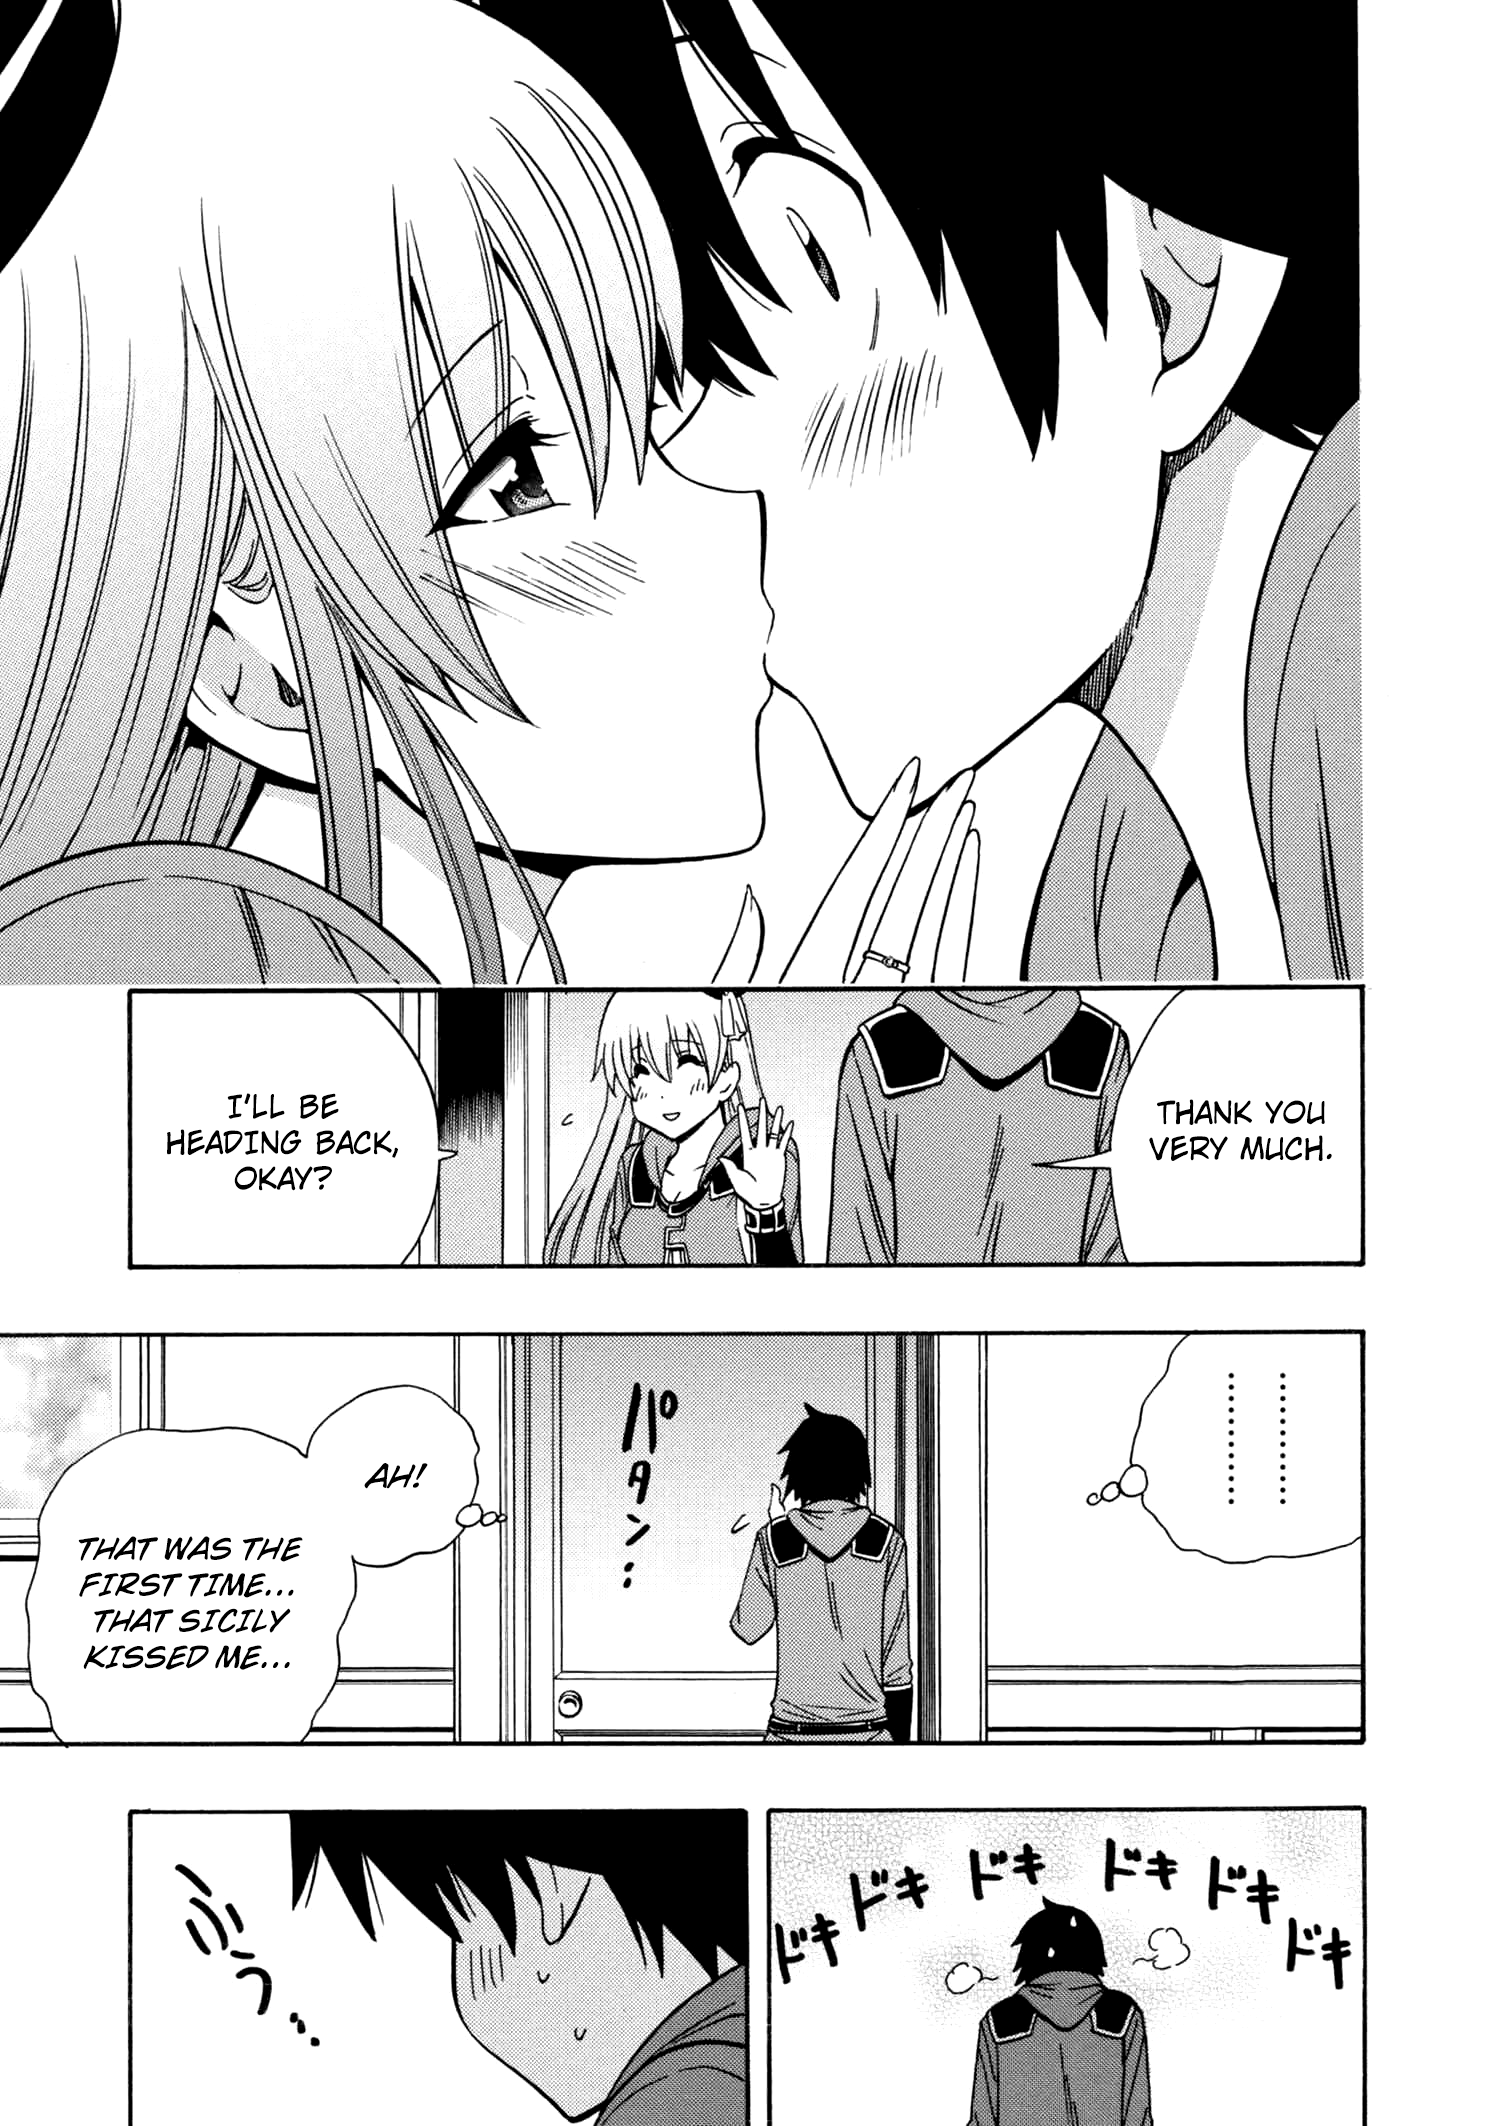 THANK YOU
VERY MUCH.
I'LL BE
HEADING BACK,
OKAY?
.........
.........
パタン…
AH!
THAT WAS THE
FIRST TIME...
THAT SICILY
KISSED ME...
ドキ
ドキ
ドキ
ドキ
ドキ
ドキ
ふぅ…